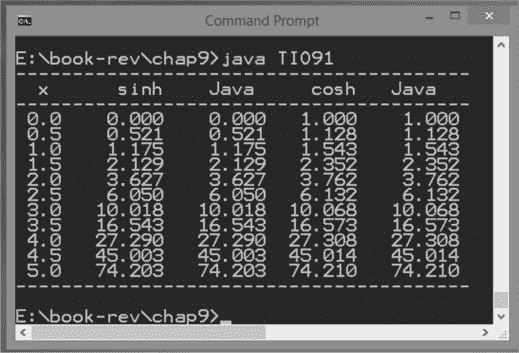 Command Prompt
E:\book-rev\chap9>java TIO91
---------------------------------------------
x sinh Java cosh Java
---------------------------------------------
0.0 0.000 0.000 1.000 1.000
0.5 0.521 0.521 1.128 1.128
1.0 1.175 1.175 1.543 1.543
1.5 2.129 2.129 2.352 2.352
2.0 3.627 3.627 3.762 3.762
2.5 6.050 6.050 6.132 6.132
3.0 10.018 10.018 10.068 10.068
3.5 16.543 16.543 16.573 16.573
4.0 27.290 27.290 27.308 27.308
4.5 45.003 45.003 45.014 45.014
5.0 74.203 74.203 74.210 74.210
---------------------------------------------
E:\book-rev\chap9>_